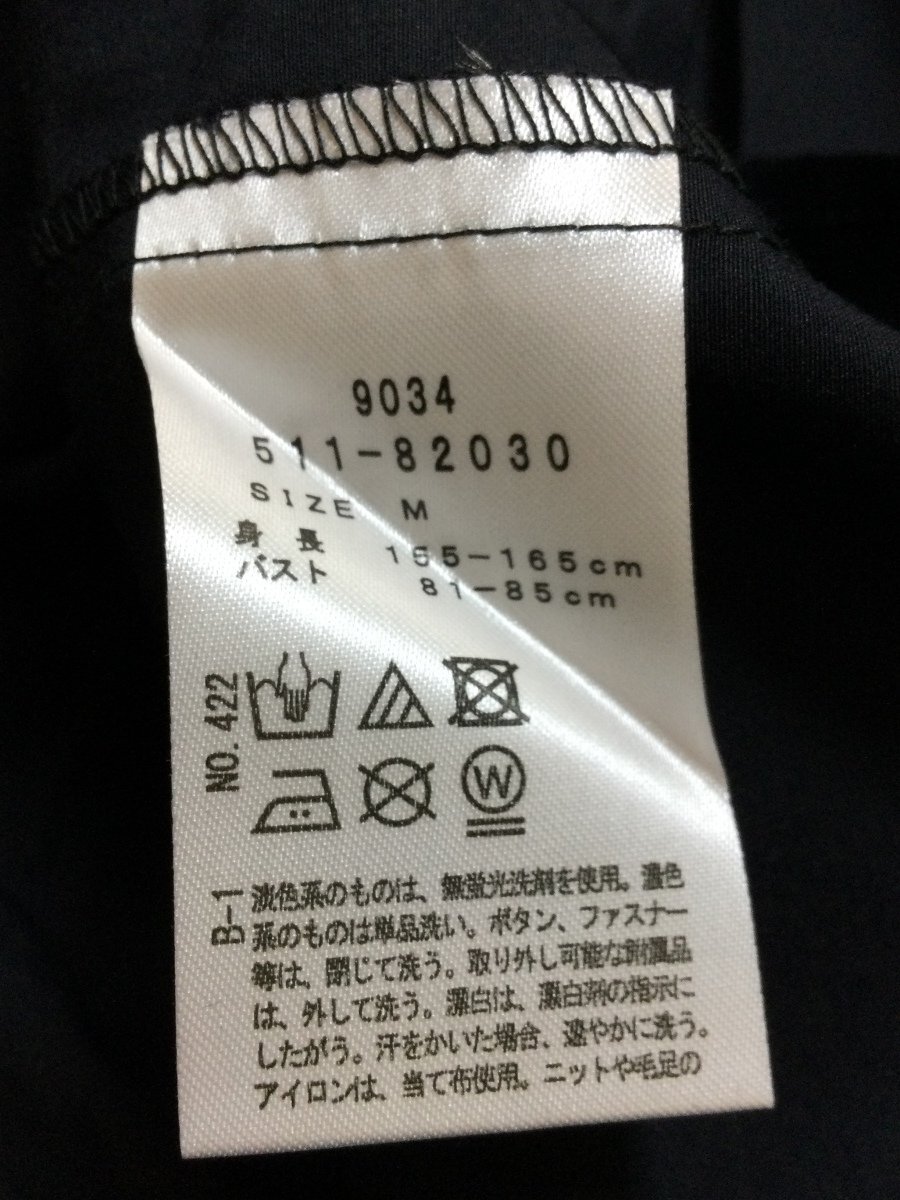 9034
511-82030
SIZE M
身長 155-165cm
バスト 81-85cm
NO. 422
W
B-1
淡色系のものは、無蛍光洗剤を使用。濃色
系のものは単品洗い。ボタン、ファスナー
等は、閉じて洗う。取り外し可能な附属品
は、外して洗う。漂白は、漂白剤の指示に
したがう。汗をかいた場合、速やかに洗う。
アイロンは、当て布使用。ニットや毛足の